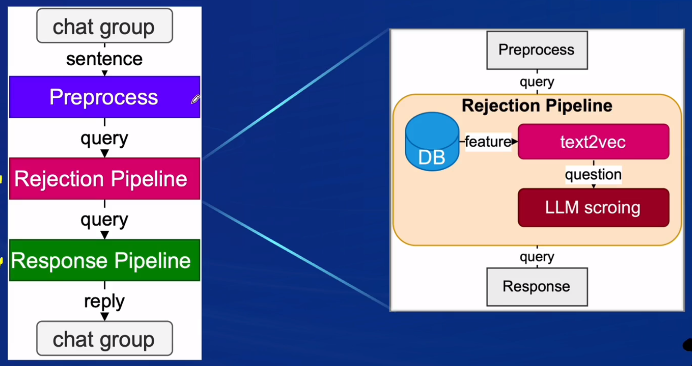 chat group
sentence
Preprocess
query
Rejection Pipeline
query
Response Pipeline
reply
chat group
Preprocess
query
Rejection Pipeline
DB
feature
text2vec
question
LLM scroing
query
Response